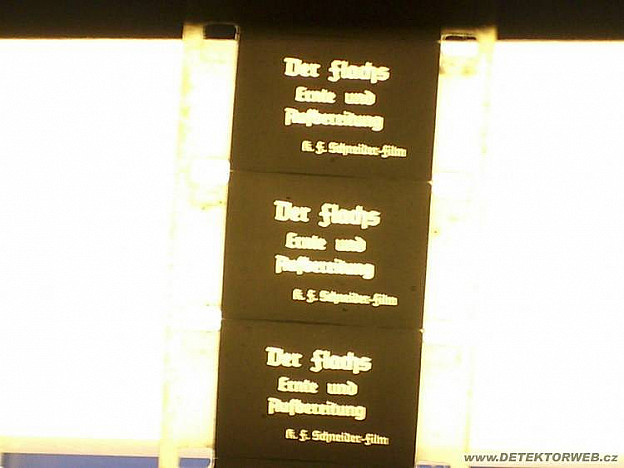 Der Flachs
Ernte und
Aufbereitung
K. F. Schneider-Film
Der Flachs
Ernte und
Aufbereitung
K. F. Schneider-Film
Der Flachs
Ernte und
Aufbereitung
K. F. Schneider-Film
www.DETEKTORWEB.cz